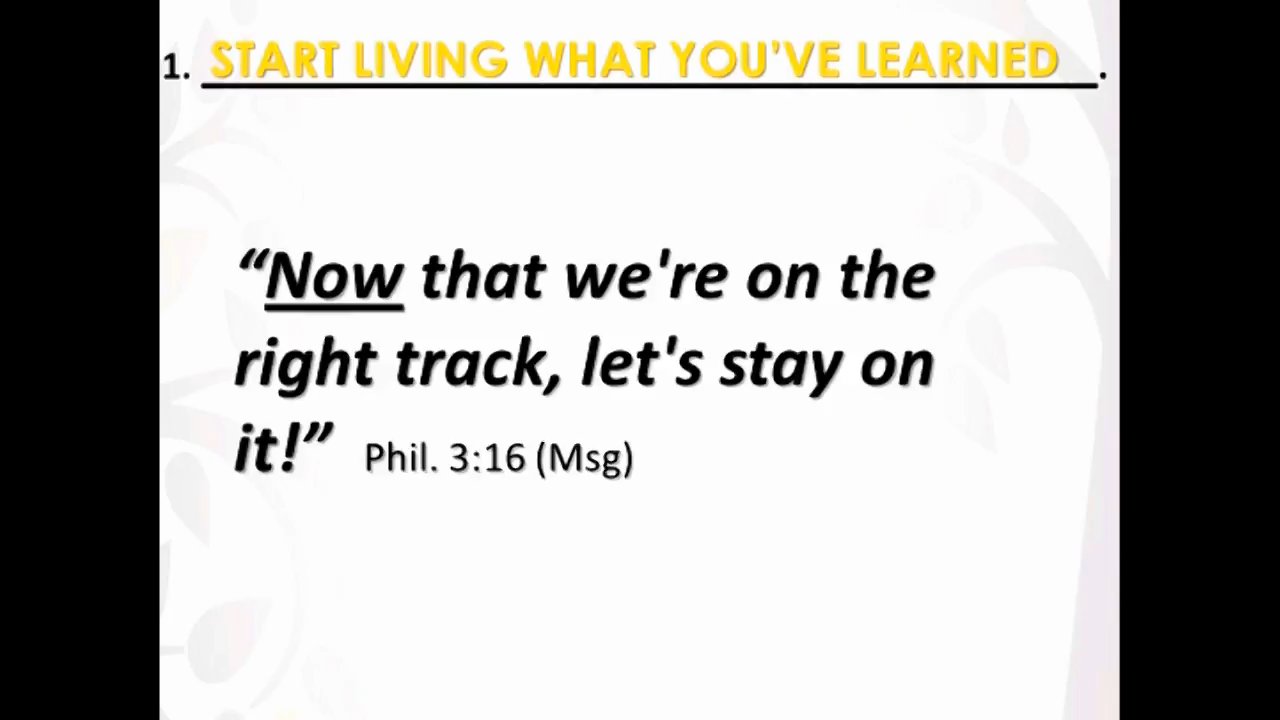 1. START LIVING WHAT YOU’VE LEARNED.
“Now that we're on the
right track, let's stay on
it!” Phil. 3:16 (Msg)